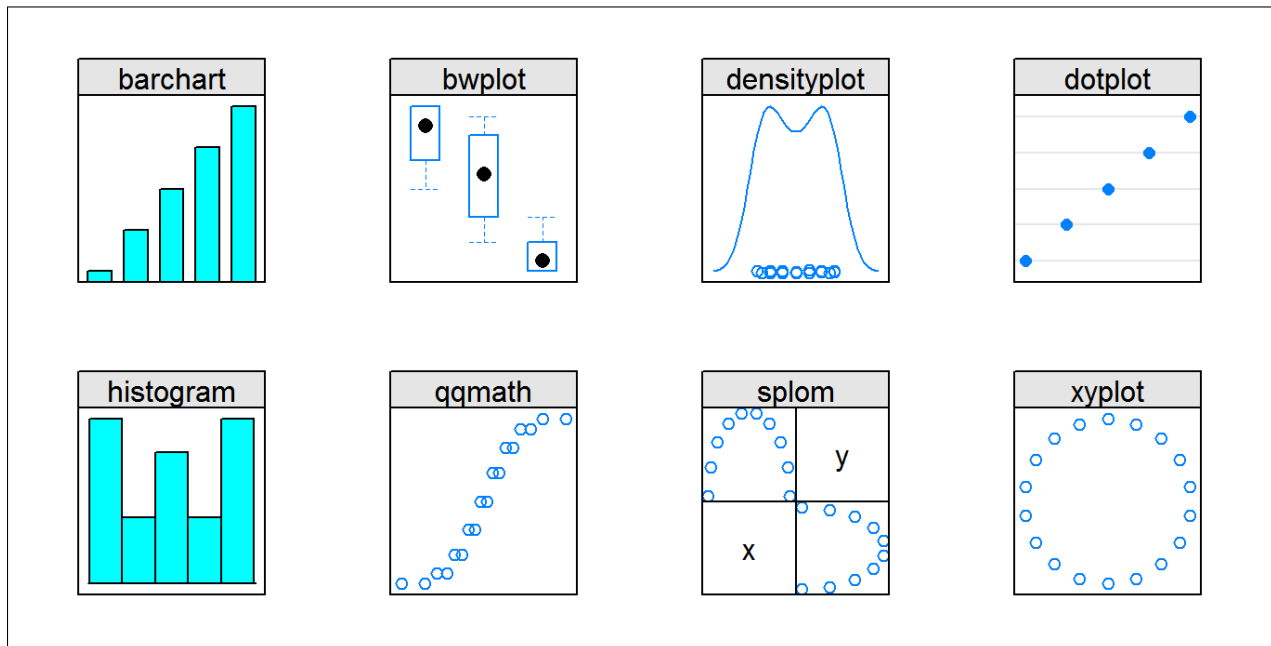 barchart
bwplot
densityplot
dotplot
histogram
qqmath
splom
xyplot
y
x